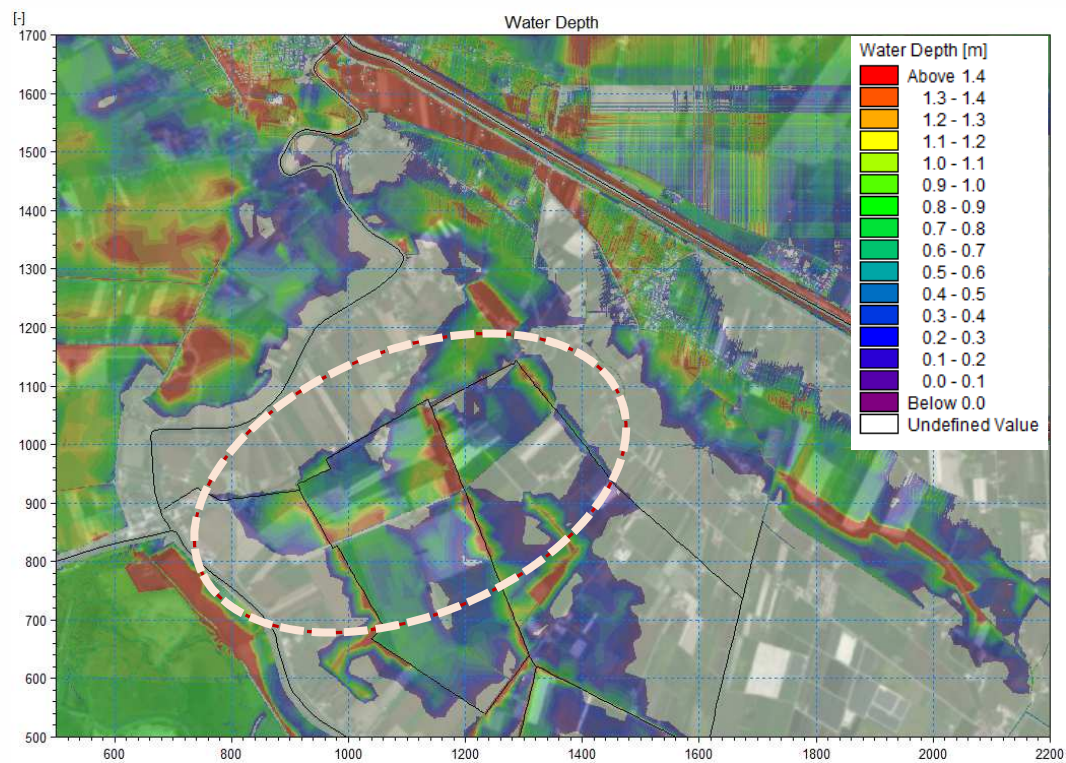 [-]
Water Depth
1700
1600
1500
1400
1300
1200
1100
1000
900
800
700
600
500
600
800
1000
1200
1400
1600
1800
2000
2200
Water Depth [m]
Above 1.4
1.3 - 1.4
1.2 - 1.3
1.1 - 1.2
1.0 - 1.1
0.9 - 1.0
0.8 - 0.9
0.7 - 0.8
0.6 - 0.7
0.5 - 0.6
0.4 - 0.5
0.3 - 0.4
0.2 - 0.3
0.1 - 0.2
0.0 - 0.1
Below 0.0
Undefined Value